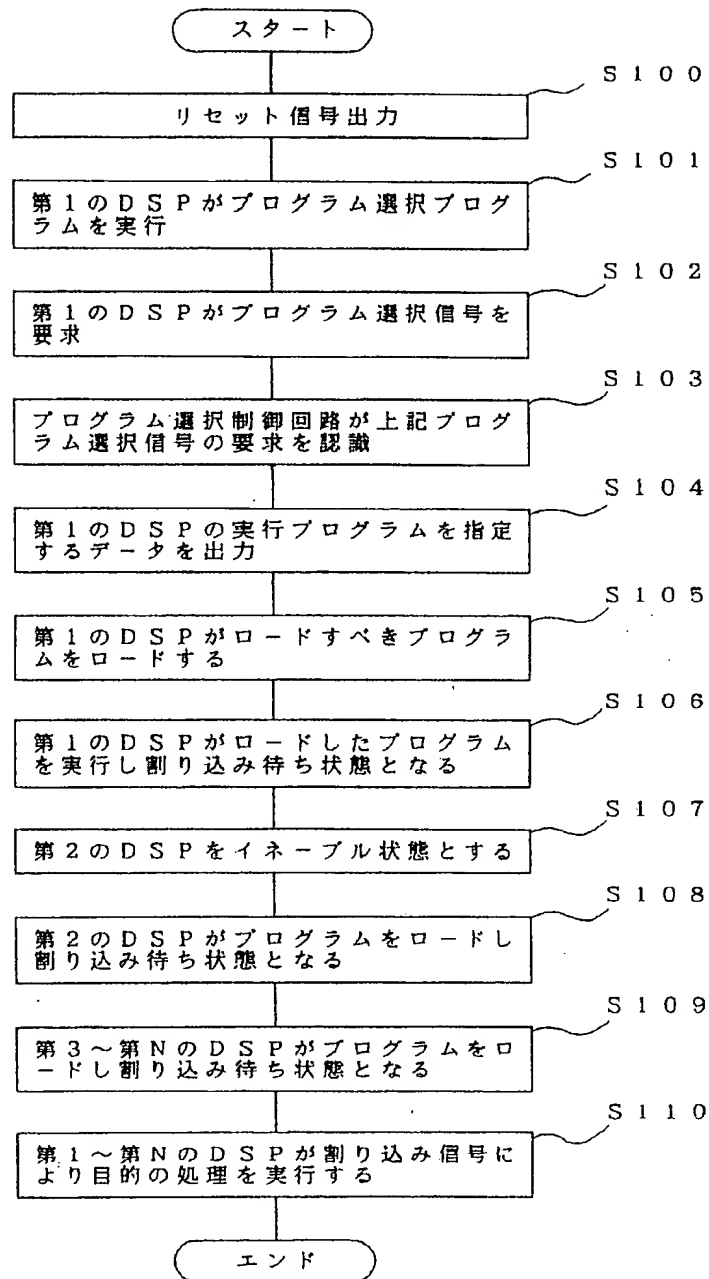 スタート
S100
リセット信号出力
S101
第1のDSPがプログラム選択プログ
ラムを実行
S102
第1のDSPがプログラム選択信号を
要求
S103
プログラム選択制御回路が上記プログ
ラム選択信号の要求を認識
S104
第1のDSPの実行プログラムを指定
するデータを出力
S105
第1のDSPがロードすべきプログラ
ムをロードする
S106
第1のDSPがロードしたプログラム
を実行し割り込み待ち状態となる
S107
第2のDSPをイネーブル状態とする
S108
第2のDSPがプログラムをロードし
割り込み待ち状態となる
S109
第3〜第NのDSPがプログラムをロ
ードし割り込み待ち状態となる
S110
第1〜第NのDSPが割り込み信号に
より目的の処理を実行する
エンド